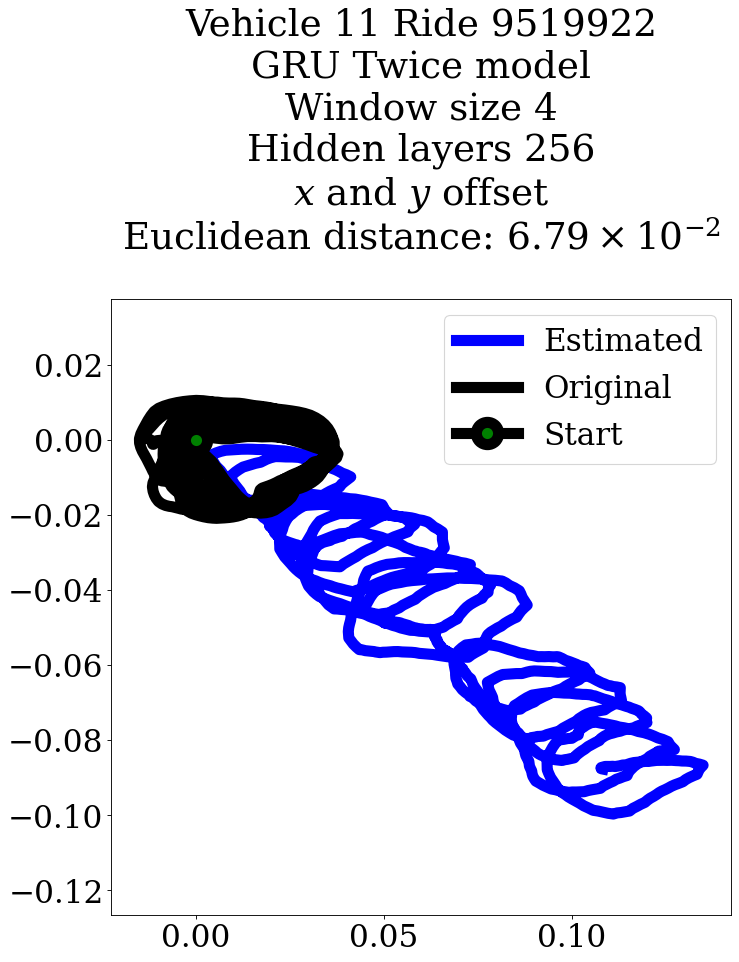 Vehicle 11 Ride 9519922
GRU Twice model
Window size 4
Hidden layers 256
x and y offset
Euclidean distance: 6.79 × 10⁻²
Estimated
Original
Start
0.02
0.00
−0.02
−0.04
−0.06
−0.08
−0.10
−0.12
0.00 0.05 0.10